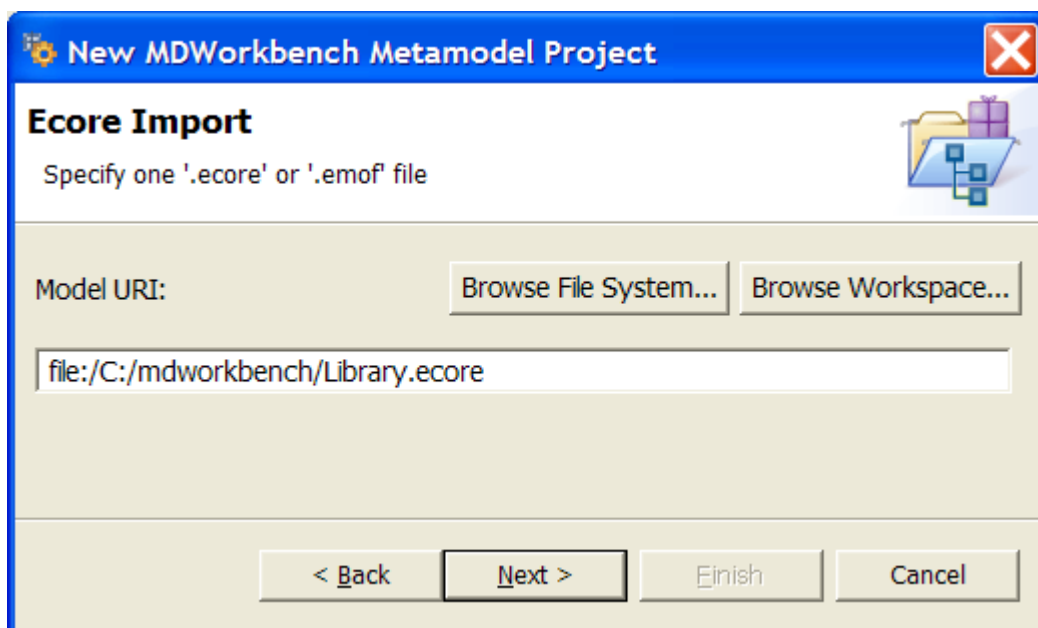 New MDWorkbench Metamodel Project
Ecore Import
Specify one '.ecore' or '.emof' file
Model URI:
Browse File System...
Browse Workspace...
file:/C:/mdworkbench/Library.ecore
< Back
Next >
Finish
Cancel